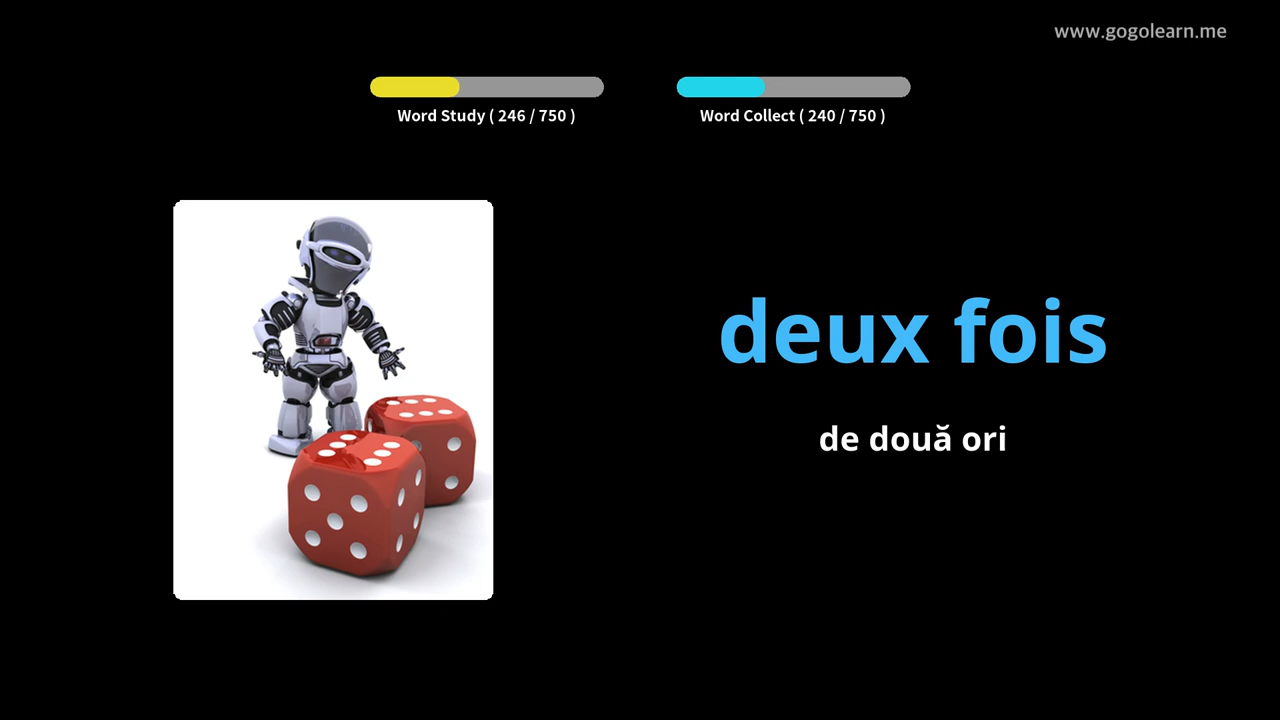 www.gogolearn.me
Word Study ( 246 / 750 )
Word Collect ( 240 / 750 )
deux fois
de două ori